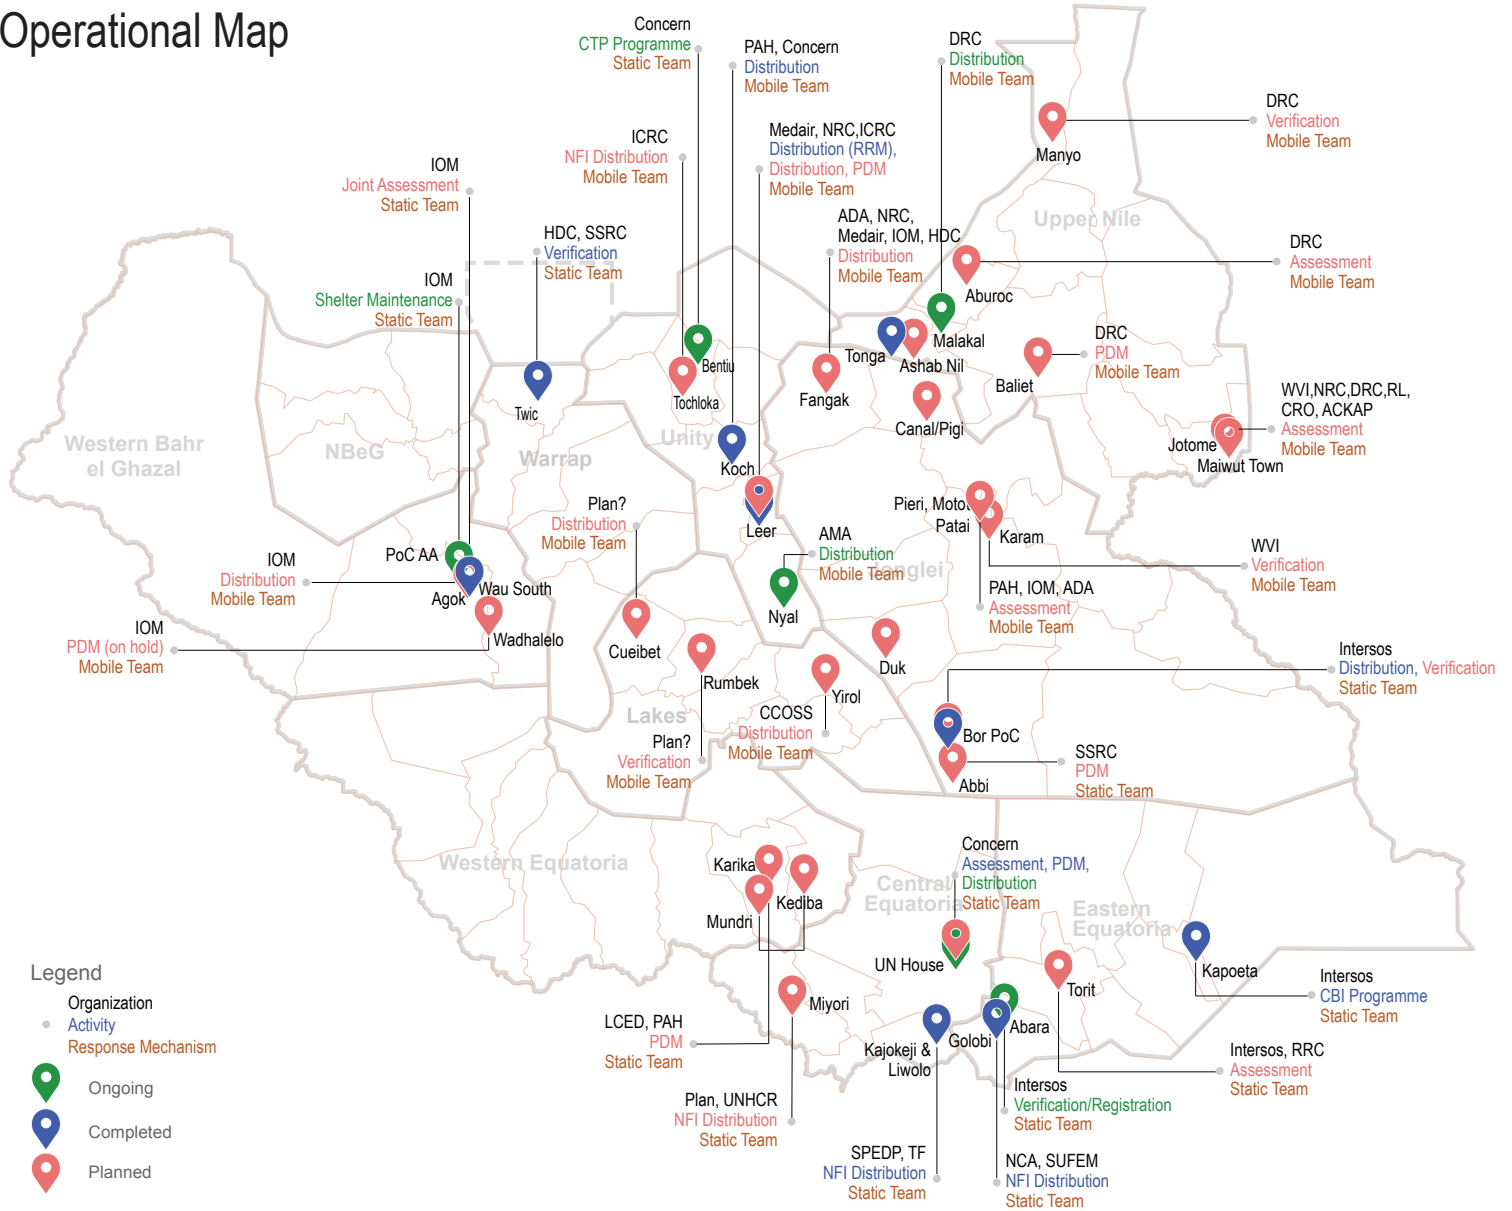 Operational Map
Concern
CTP Programme
Static Team
PAH, Concern
Distribution
Mobile Team
DRC
Distribution
Mobile Team
DRC
Verification
Mobile Team
Manyo
ICRC
NFI Distribution
Mobile Team
Medair, NRC,ICRC
Distribution (RRM),
Distribution, PDM
Mobile Team
IOM
Joint Assessment
Static Team
HDC, SSRC
Verification
Static Team
ADA, NRC,
Medair, IOM, HDC
Distribution
Mobile Team
Upper Nile
DRC
Assessment
Mobile Team
IOM
Shelter Maintenance
Static Team
Aburoc
Malakal
Tonga
Ashab Nil
DRC
PDM
Mobile Team
Baliet
Bentiu
Tochloka
Fangak
Twic
Canal/Pigi
WVI,NRC,DRC,RL,
CRO, ACKAP
Assessment
Mobile Team
Jotome
Maiwut Town
Western Bahr
el Ghazal
NBeG
Warrap
Unity
Koch
Leer
Plan?
Distribution
Mobile Team
Pieri, Motot
Patai
Karam
AMA
Distribution
Mobile Team
Jonglei
WVI
Verification
Mobile Team
PoC AA
Wau South
Agok
IOM
Distribution
Mobile Team
Nyal
PAH, IOM, ADA
Assessment
Mobile Team
IOM
PDM (on hold)
Mobile Team
Wadhalelo
Cueibet
Duk
Intersos
Distribution, Verification
Static Team
Rumbek
Yirol
Lakes
CCOSS
Distribution
Mobile Team
Plan?
Verification
Mobile Team
Bor PoC
Abbi
SSRC
PDM
Static Team
Western Equatoria
Karika
Kediba
Mundri
Concern
Assessment, PDM,
Distribution
Static Team
Central
Equatoria
Eastern
Equatoria
UN House
Kapoeta
Torit
Intersos
CBI Programme
Static Team
Miyori
LCED, PAH
PDM
Static Team
Abara
Golobi
Kajokeji &
Liwolo
Intersos, RRC
Assessment
Static Team
Plan, UNHCR
NFI Distribution
Static Team
Intersos
Verification/Registration
Static Team
SPEDP, TF
NFI Distribution
Static Team
NCA, SUFEM
NFI Distribution
Static Team
Legend
Organization
Activity
Response Mechanism
Ongoing
Completed
Planned